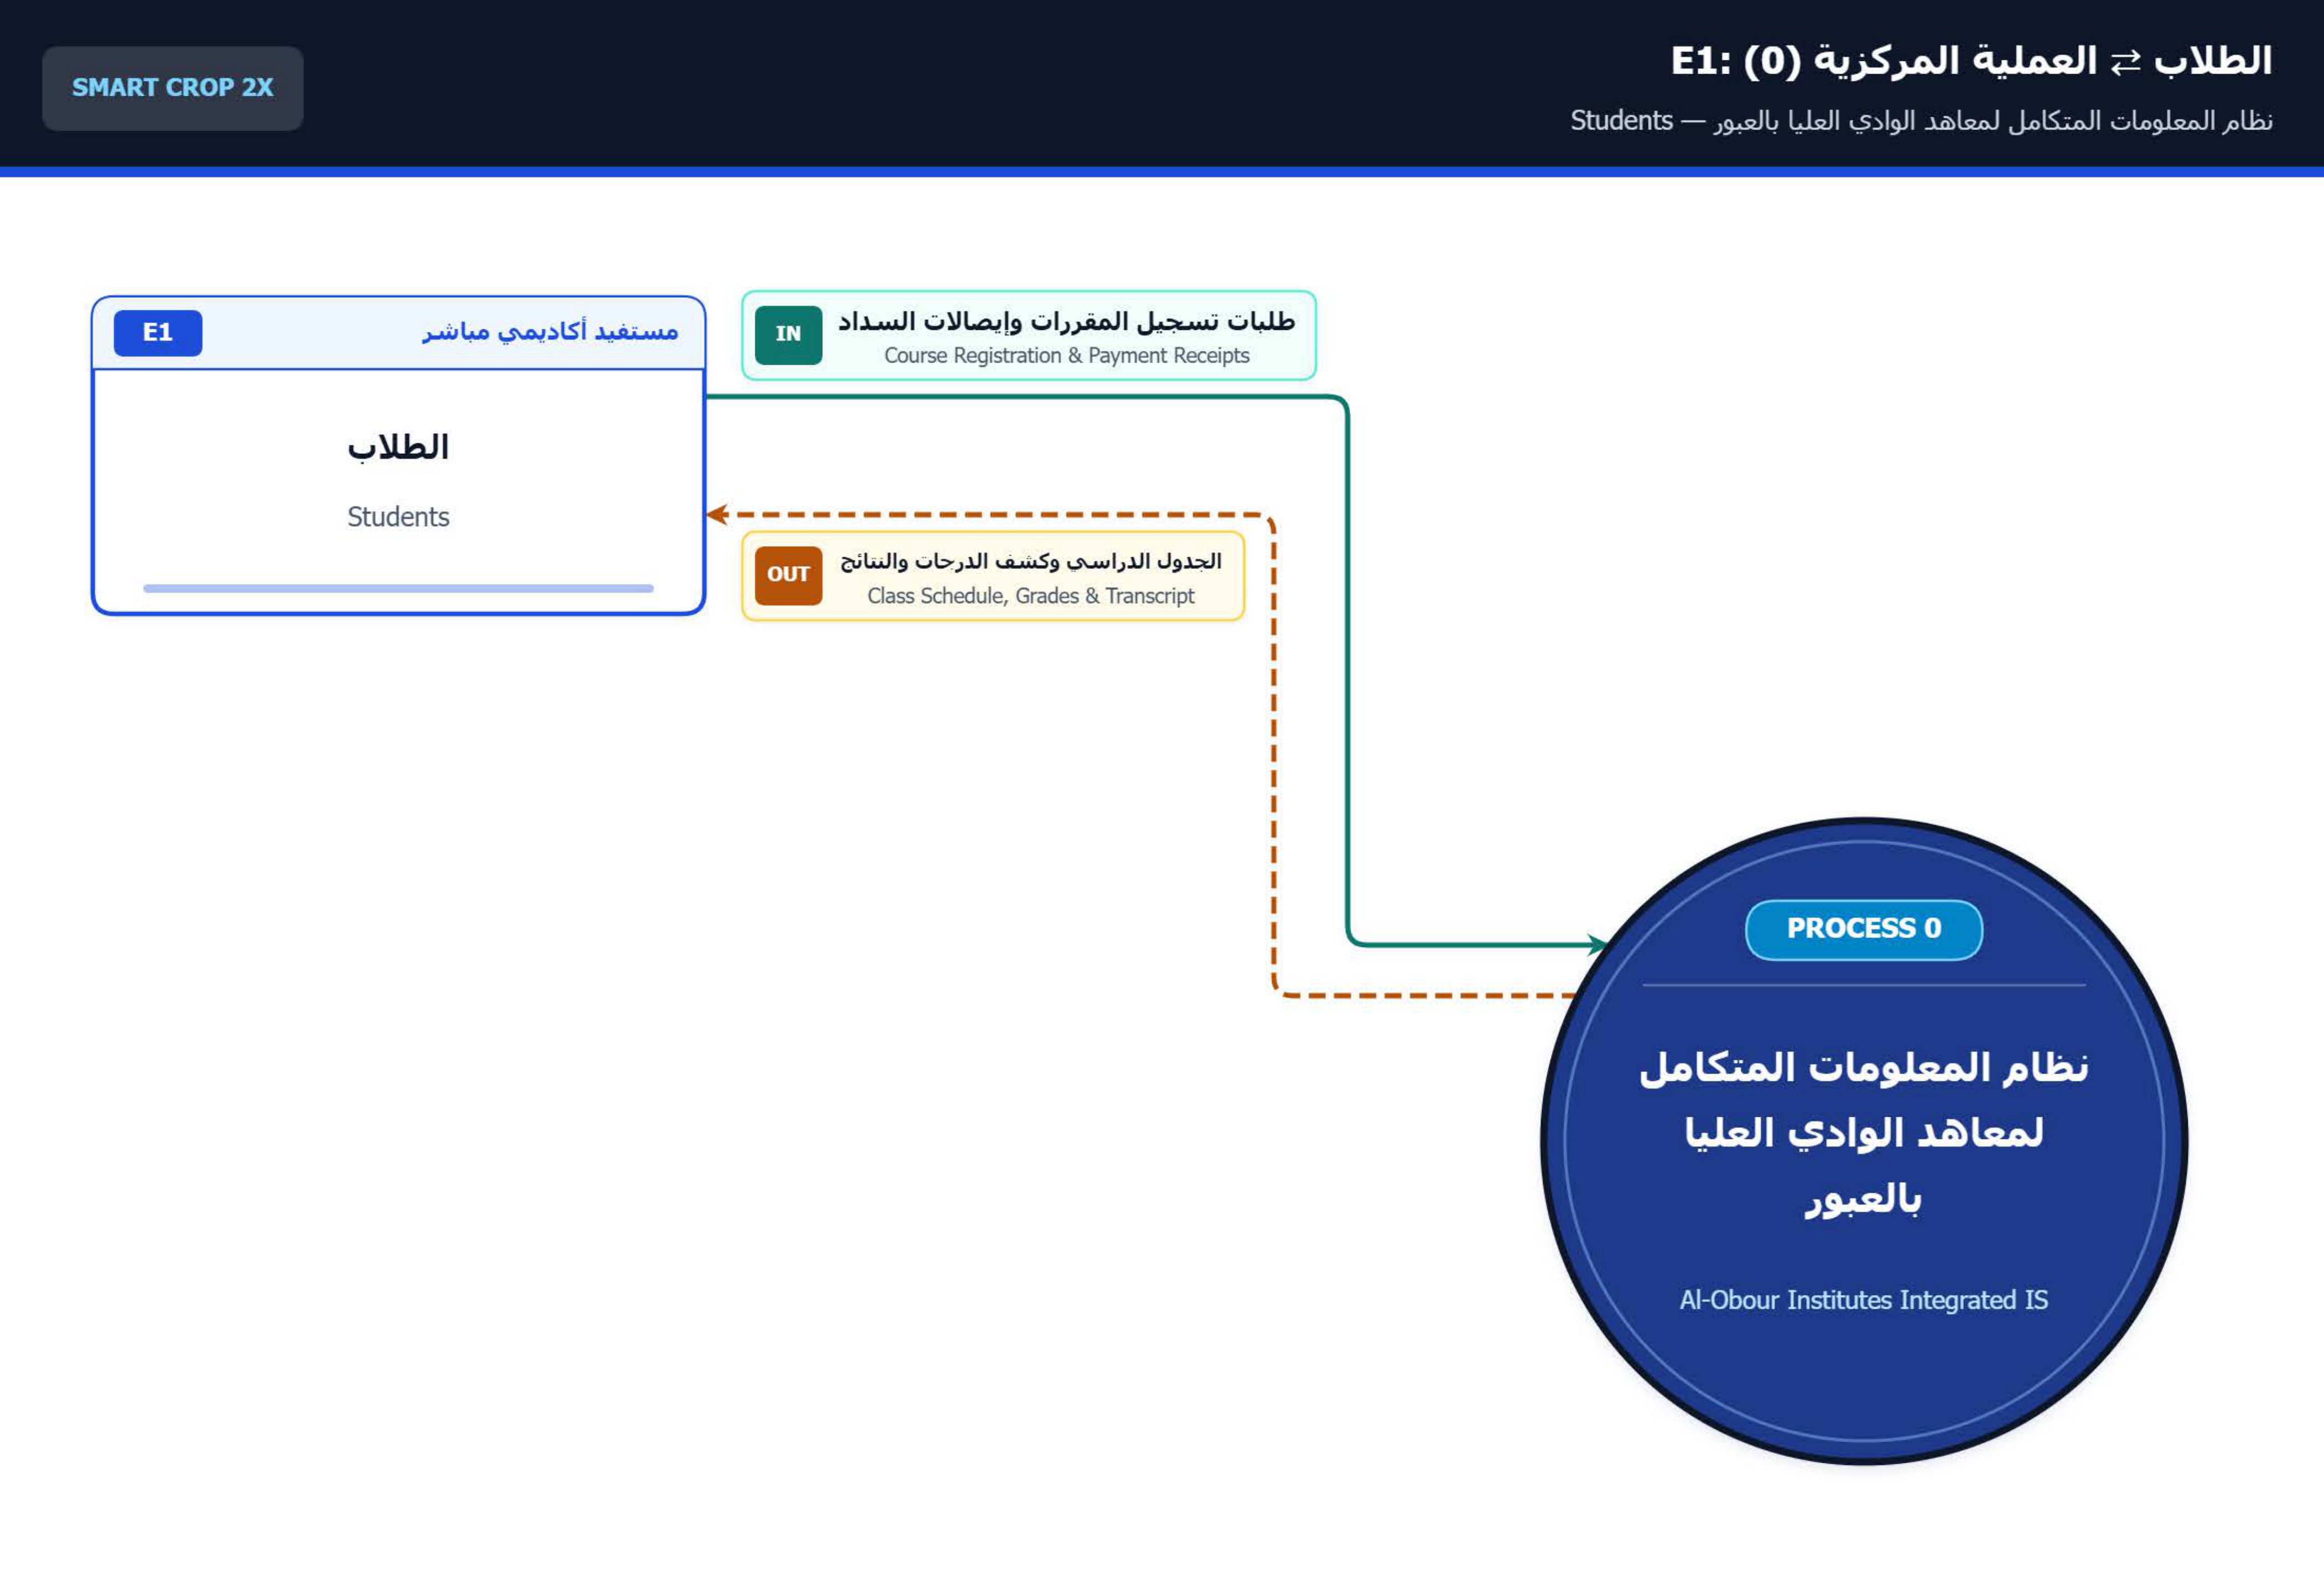 الطلاب ⇄ العملية المركزية (0) :E1
نظام المعلومات المتكامل لمعاهد الوادي العليا بالعبور — Students
SMART CROP 2X
E1
مستفيد أكاديمي مباشر
الطلاب
Students
IN
طلبات تسجيل المقررات وإيصالات السداد
Course Registration & Payment Receipts
OUT
الجدول الدراسي وكشف الدرجات والنتائج
Class Schedule, Grades & Transcript
PROCESS 0
نظام المعلومات المتكامل
لمعاهد الوادي العليا
بالعبور
Al-Obour Institutes Integrated IS